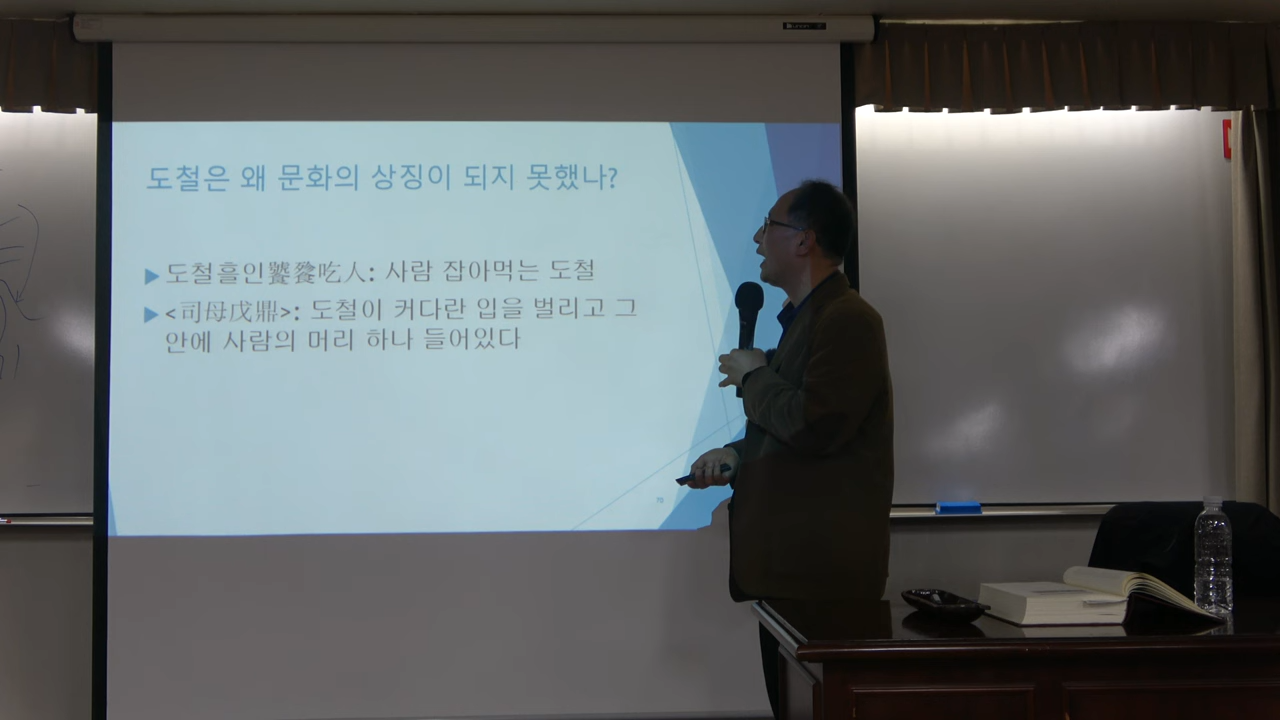 도철은 왜 문화의 상징이 되지 못했나?
도철흘인饕餮吃人: 사람 잡아먹는 도철
<司母戊鼎>: 도철이 커다란 입을 벌리고 그
안에 사람의 머리 하나 들어있다